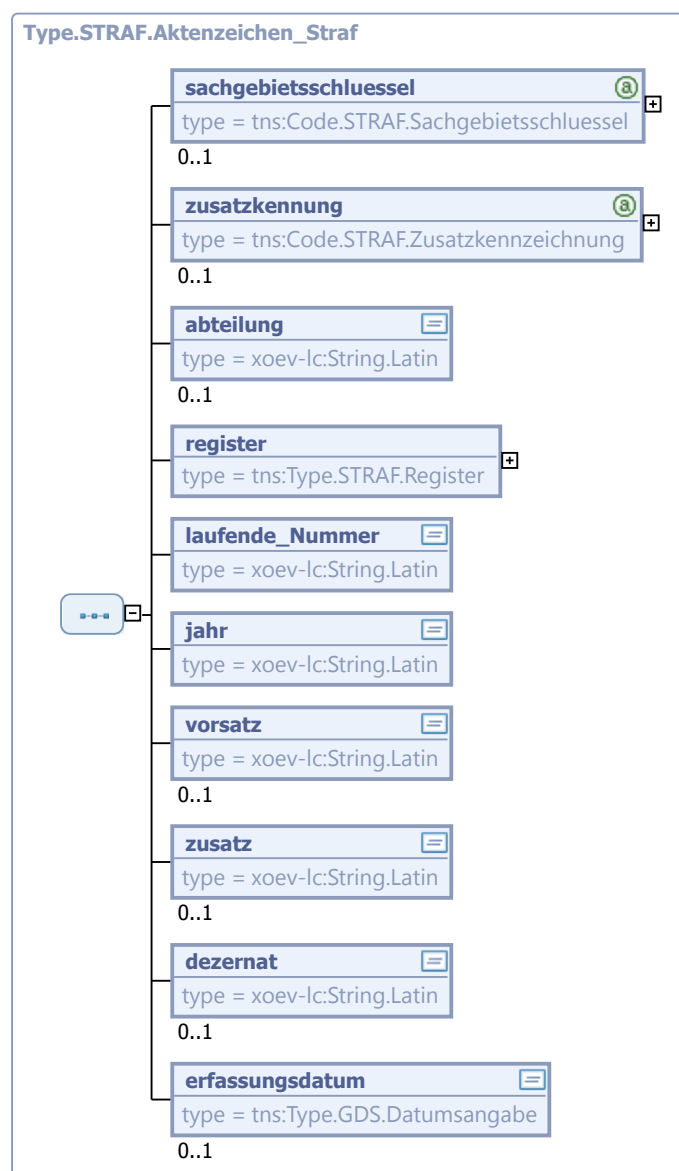 Type.STRAF.Aktenzeichen_Straf
sachgebietsschluessel
type = tns:Code.STRAF.Sachgebietsschluessel
0..1
zusatzkennung
type = tns:Code.STRAF.Zusatzkennzeichnung
0..1
abteilung
type = xoev-lc:String.Latin
0..1
register
type = tns:Type.STRAF.Register
laufende_Nummer
type = xoev-lc:String.Latin
jahr
type = xoev-lc:String.Latin
vorsatz
type = xoev-lc:String.Latin
0..1
zusatz
type = xoev-lc:String.Latin
0..1
dezernat
type = xoev-lc:String.Latin
0..1
erfassungsdatum
type = tns:Type.GDS.Datumsangabe
0..1